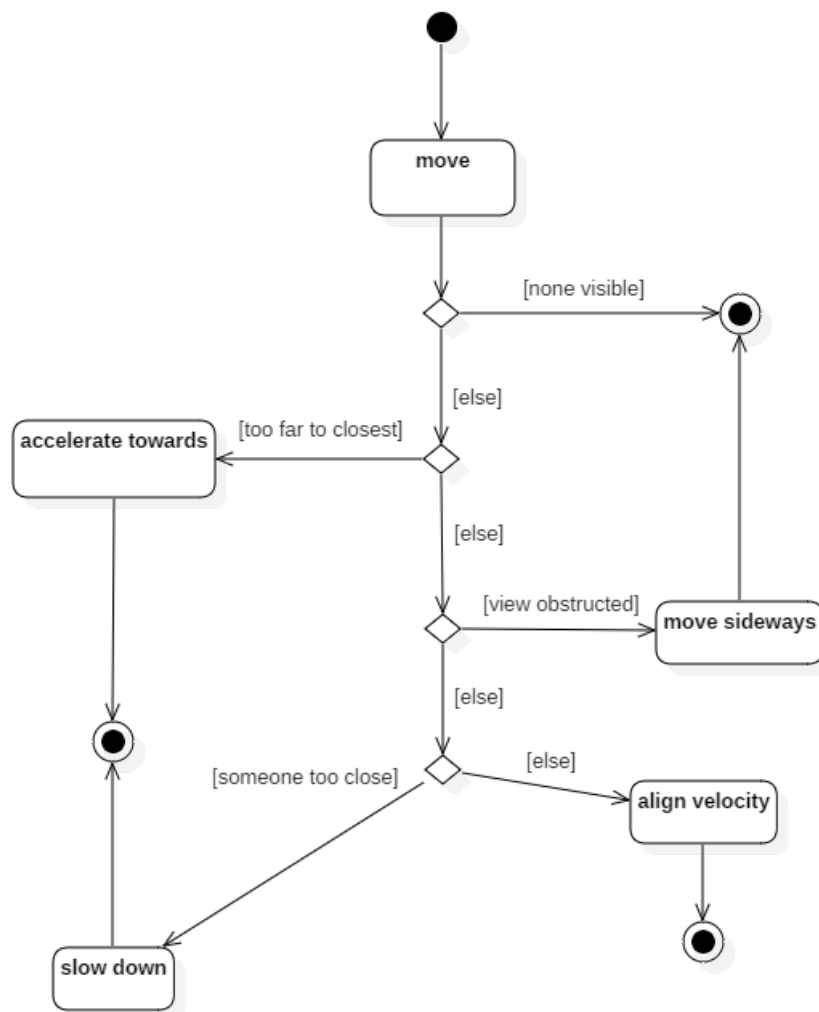 move
[none visible]
[else]
[too far to closest]
accelerate towards
[else]
[view obstructed]
move sideways
[else]
[someone too close]
[else]
align velocity
slow down